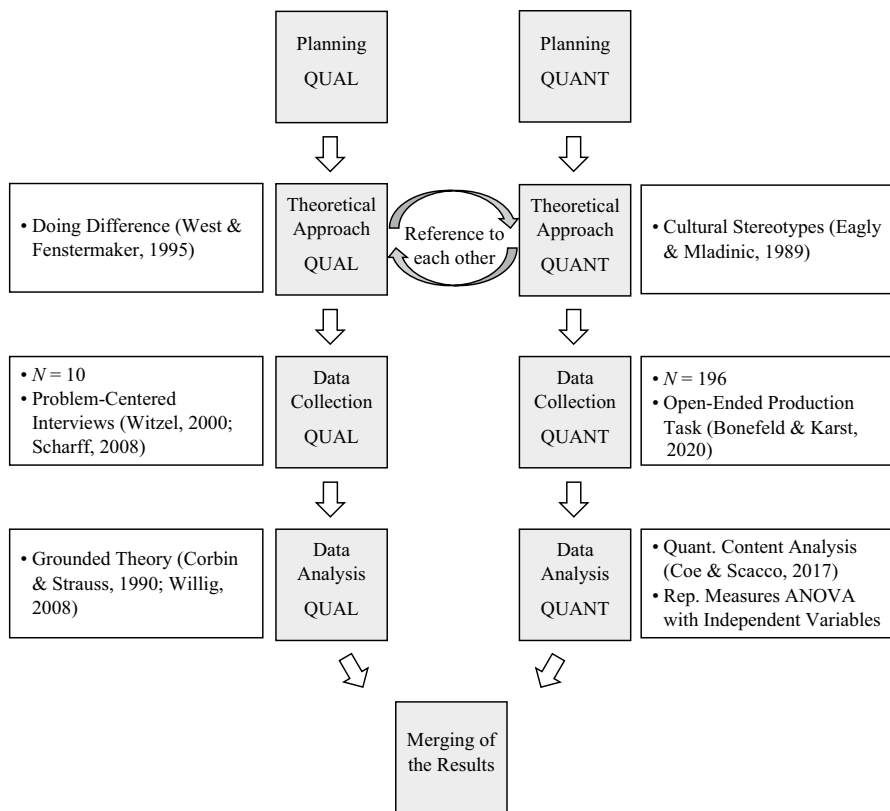 Planning
QUAL
Planning
QUANT
• Doing Difference (West &
Fenstermaker, 1995)
Theoretical
Approach
QUAL
Reference to
each other
Theoretical
Approach
QUANT
• Cultural Stereotypes (Eagly
& Mladinic, 1989)
• N = 10
• Problem-Centered
Interviews (Witzel, 2000;
Scharff, 2008)
Data
Collection
QUAL
Data
Collection
QUANT
• N = 196
• Open-Ended Production
Task (Bonefeld & Karst,
2020)
• Grounded Theory (Corbin
& Strauss, 1990; Willig,
2008)
Data
Analysis
QUAL
Data
Analysis
QUANT
• Quant. Content Analysis
(Coe & Scacco, 2017)
• Rep. Measures ANOVA
with Independent Variables
Merging of
the Results